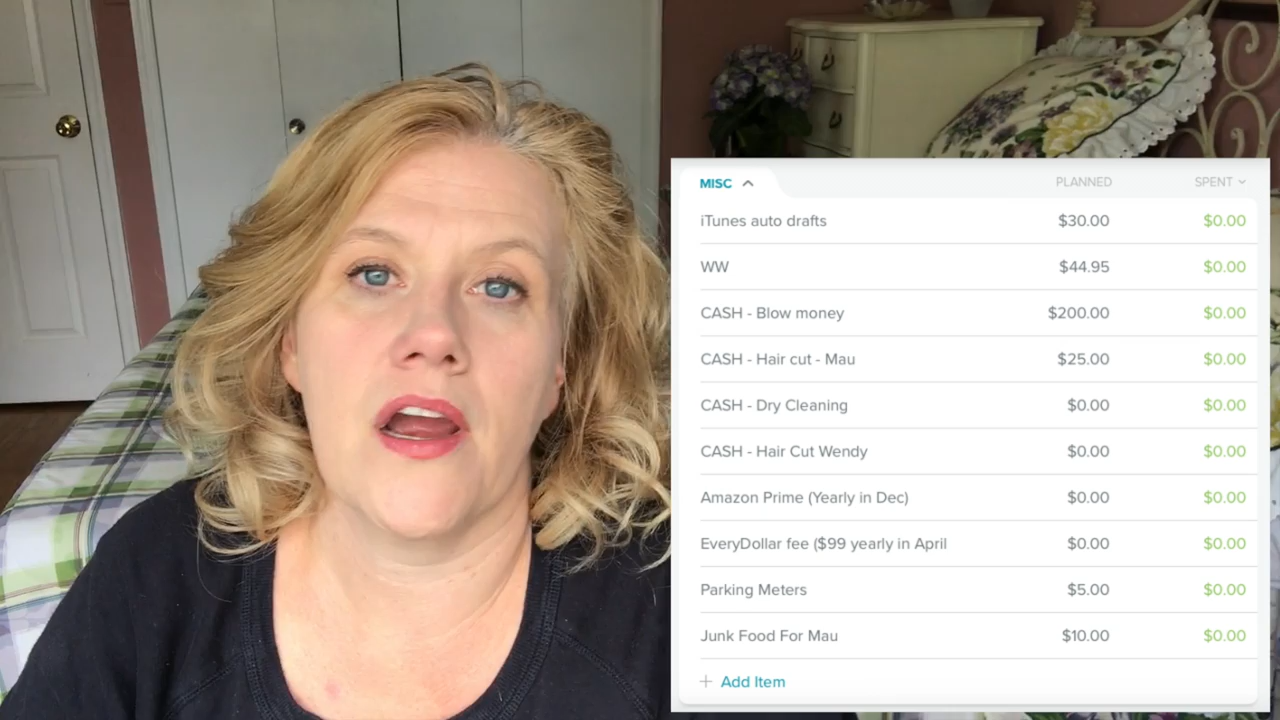 MISC PLANNED SPENT
iTunes auto drafts $30.00 $0.00
WW $44.95 $0.00
CASH - Blow money $200.00 $0.00
CASH - Hair cut - Mau $25.00 $0.00
CASH - Dry Cleaning $0.00 $0.00
CASH - Hair Cut Wendy $0.00 $0.00
Amazon Prime (Yearly in Dec) $0.00 $0.00
EveryDollar fee ($99 yearly in April $0.00 $0.00
Parking Meters $5.00 $0.00
Junk Food For Mau $10.00 $0.00
+ Add Item